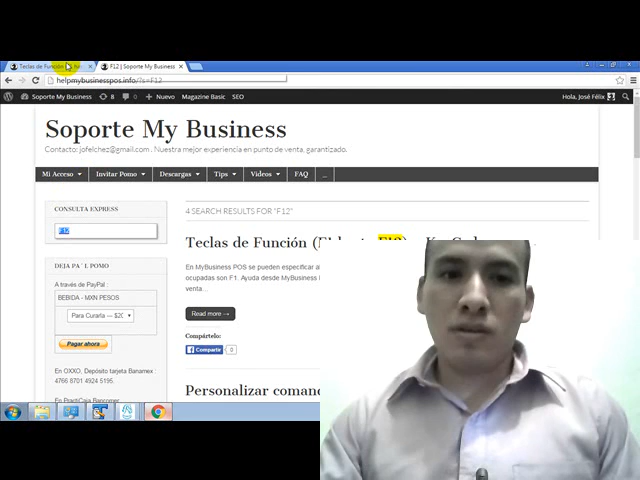 Teclas de Función
F12 | Soporte My Business
helpmybusinesspos.info/?s=F12
Soporte My Business
8
0
Nuevo
Magazine Basic
SEO
Hola, José Félix
Soporte My Business
Contacto: jofelchez@gmail.com . Nuestra mejor experiencia en punto de venta, garantizado.
Mi Acceso
Invitar Pomo
Descargas
Tips
Videos
FAQ
...
CONSULTA EXPRESS
F12
4 SEARCH RESULTS FOR "F12"
Teclas de Función
F12
En MyBusiness POS se pueden especificar
ocupadas son F1. Ayuda desde MyBusiness
venta…
Read more →
Compártelo:
Compartir
0
Personalizar
DEJA PA´L POMO
A través de PayPal :
BEBIDA - MXN PESOS
Para Curarla ---- $20
Pagar ahora
En OXXO, Depósito tarjeta Banamex :
4766 8701 4924 5195.
En PractiCaja Bancomer